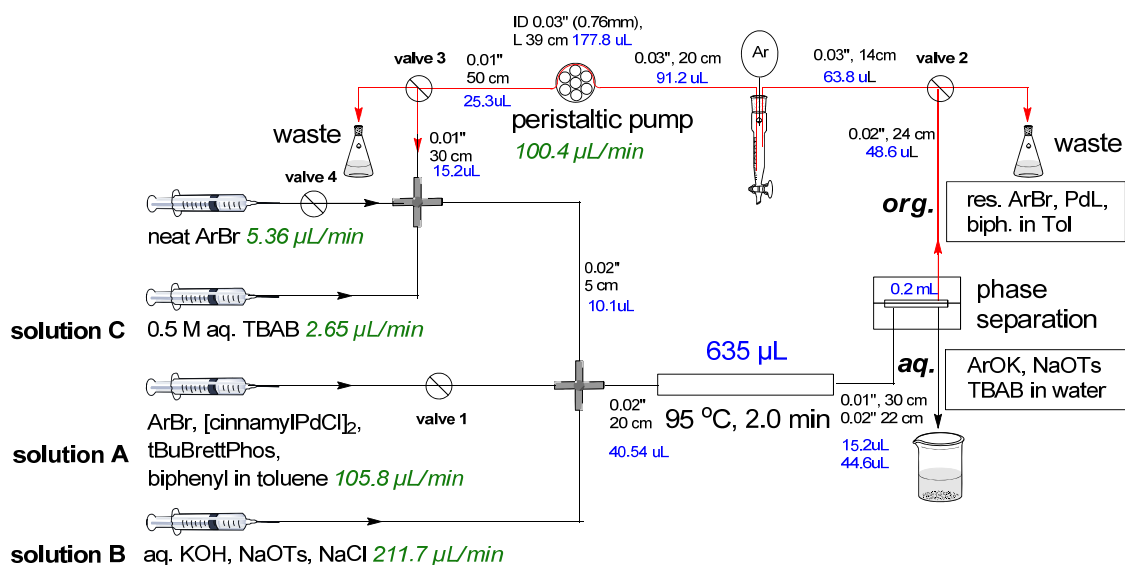 ID 0.03" (0.76mm),
L 39 cm 177.8 uL
valve 3
0.01"
50 cm
25.3uL
0.03", 20 cm
91.2 uL
Ar
0.03", 14cm
63.8 uL
valve 2
waste
0.01"
30 cm
15.2uL
peristaltic pump
100.4 µL/min
0.02", 24 cm
48.6 uL
waste
valve 4
neat ArBr 5.36 µL/min
org.
res. ArBr, PdL,
biph. in Tol
0.02"
5 cm
10.1uL
0.2 mL
phase
separation
solution C
0.5 M aq. TBAB 2.65 µL/min
635 µL
aq.
ArOK, NaOTs
TBAB in water
valve 1
0.02"
20 cm
40.54 uL
95 ºC, 2.0 min
0.01", 30 cm
0.02" 22 cm
15.2uL
44.6uL
solution A
ArBr, [cinnamylPdCl]2,
tBuBrettPhos,
biphenyl in toluene 105.8 µL/min
solution B
aq. KOH, NaOTs, NaCl 211.7 µL/min